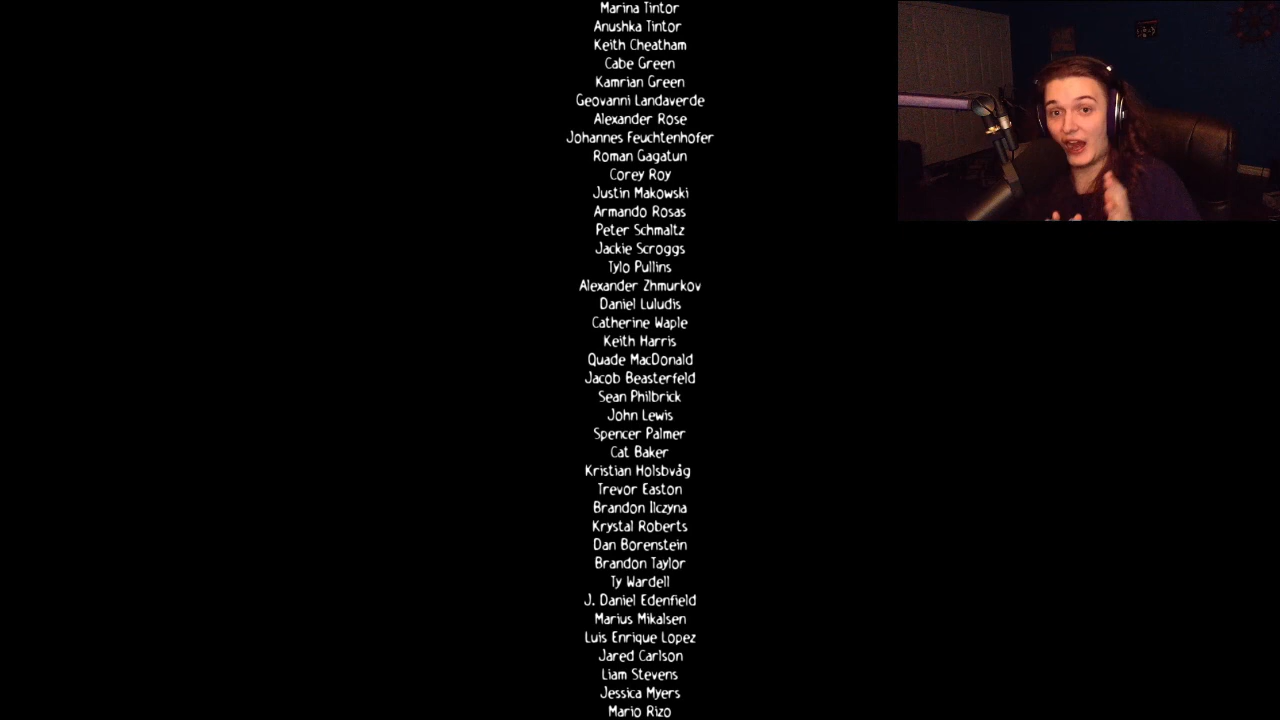 Marina Tintor
Anushka Tintor
Keith Cheatham
Cabe Green
Kamrian Green
Geovanni Landaverde
Alexander Rose
Johannes Feuchtenhofer
Roman Gagatun
Corey Roy
Justin Makowski
Armando Rosas
Peter Schmaltz
Jackie Scroggs
Tylo Pullins
Alexander Zhmurkov
Daniel Luludis
Catherine Waple
Keith Harris
Quade MacDonald
Jacob Beasterfeld
Sean Philbrick
John Lewis
Spencer Palmer
Cat Baker
Kristian Holsbvåg
Trevor Easton
Brandon Ilczyna
Krystal Roberts
Dan Borenstein
Brandon Taylor
Ty Wardell
J. Daniel Edenfield
Marius Mikalsen
Luis Enrique Lopez
Jared Carlson
Liam Stevens
Jessica Myers
Mario Rizo